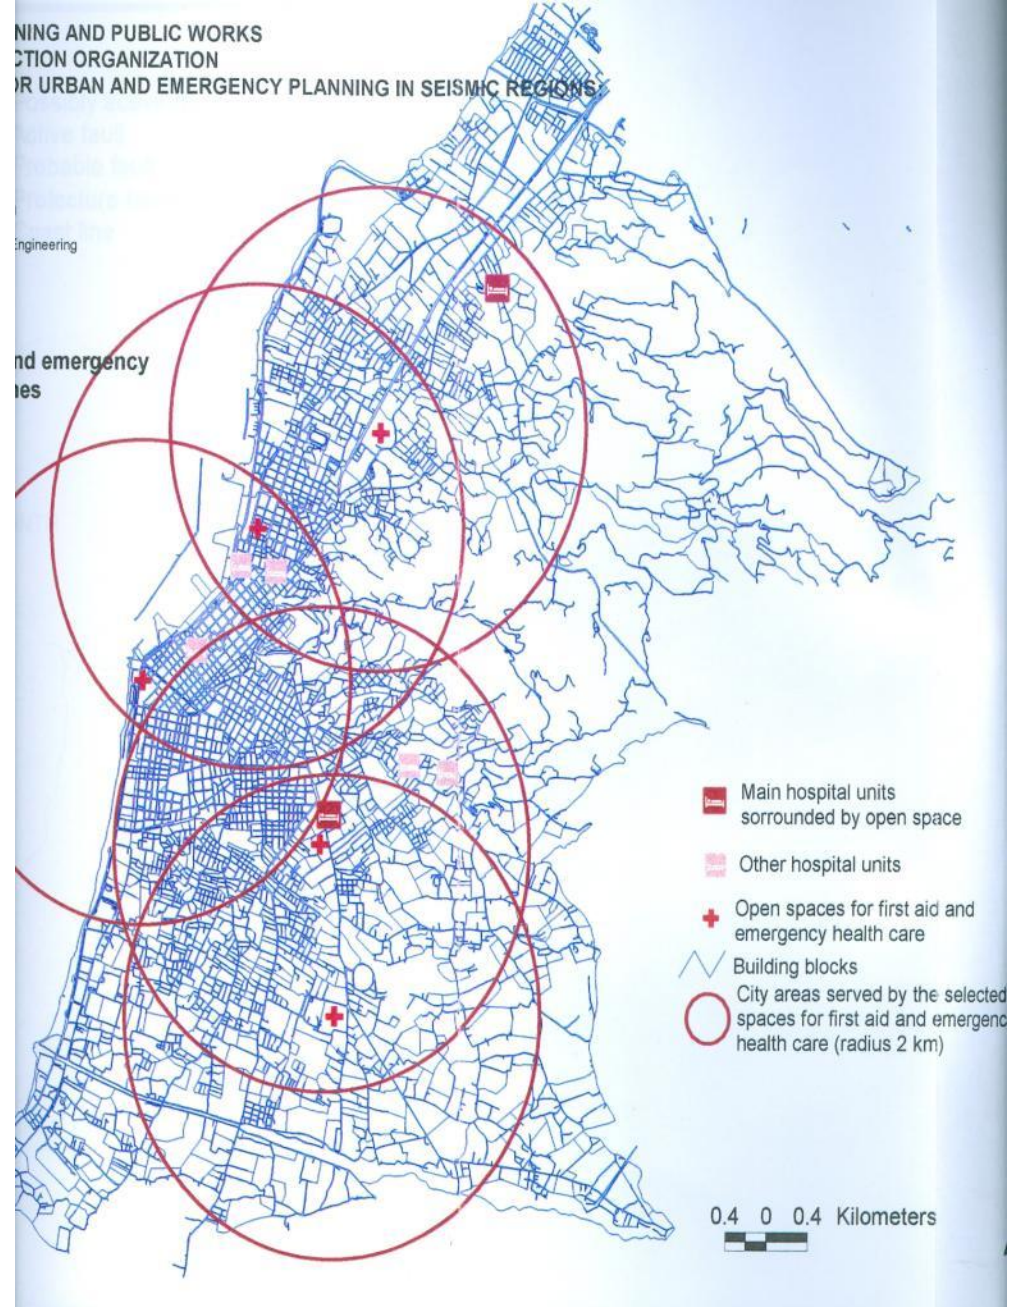 NING AND PUBLIC WORKS
CTION ORGANIZATION
OR URBAN AND EMERGENCY PLANNING IN SEISMIC REGIONS
Active fault
Engineering
nd emergency
nes
Main hospital units
sorrounded by open space
Other hospital units
Open spaces for first aid and
emergency health care
Building blocks
City areas served by the selected
spaces for first aid and emergenc
health care (radius 2 km)
0.4 0 0.4 Kilometers